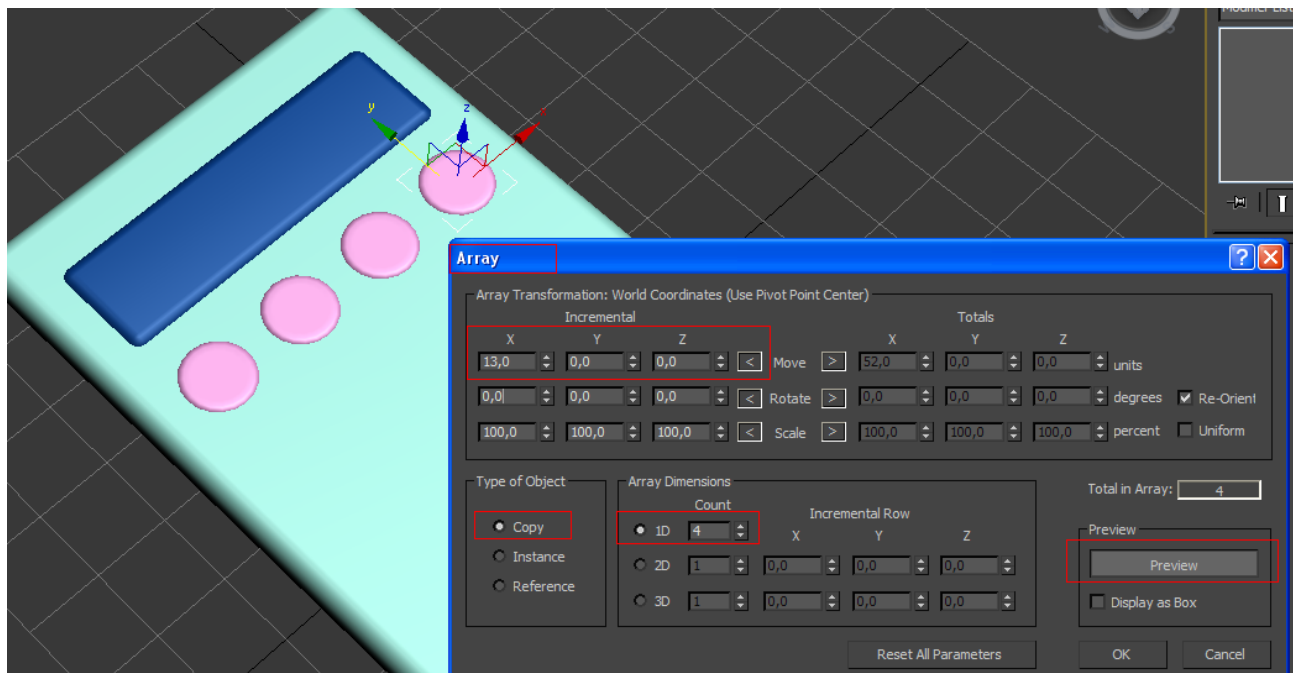 Modifier List
y z x
Array
Array Transformation: World Coordinates (Use Pivot Point Center)
Incremental Totals
X Y Z X Y Z
13,0 0,0 0,0 < Move > 52,0 0,0 0,0 units
0,0 0,0 0,0 < Rotate > 0,0 0,0 0,0 degrees Re-Orient
100,0 100,0 100,0 < Scale > 100,0 100,0 100,0 percent Uniform
Type of Object
Copy
Instance
Reference
Array Dimensions
Count
Incremental Row
1D 4 X Y Z
2D 1 0,0 0,0 0,0
3D 1 0,0 0,0 0,0
Total in Array: 4
Preview
Preview
Display as Box
Reset All Parameters OK Cancel